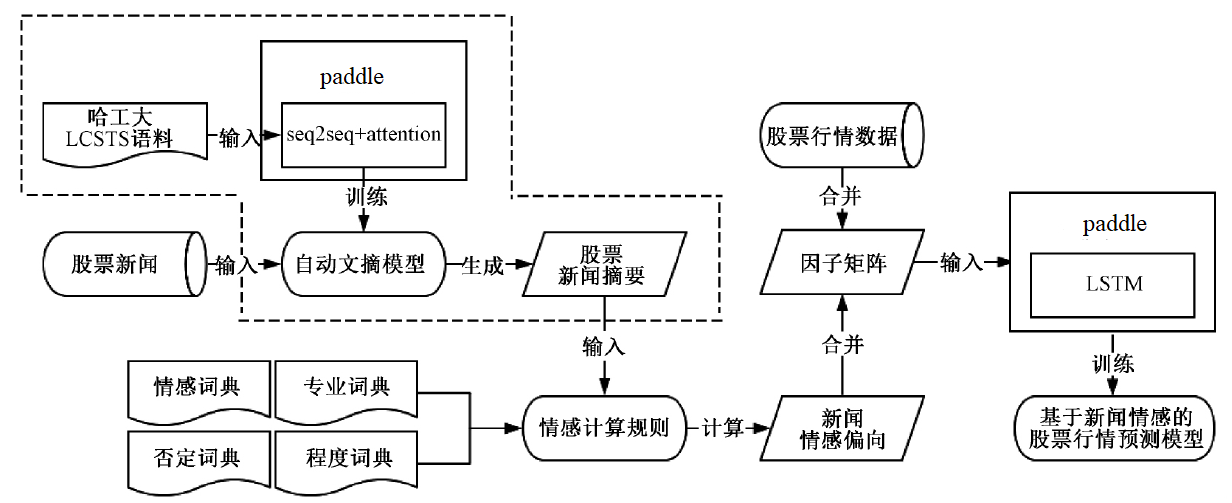 paddle
哈工大
LCSTS语料
输入
seq2seq+attention
训练
股票新闻
输入
自动文摘模型
生成
股票
新闻摘要
输入
情感词典
专业词典
否定词典
程度词典
情感计算规则
计算
新闻
情感偏向
合并
股票行情数据
合并
因子矩阵
输入
paddle
LSTM
训练
基于新闻情感的
股票行情预测模型